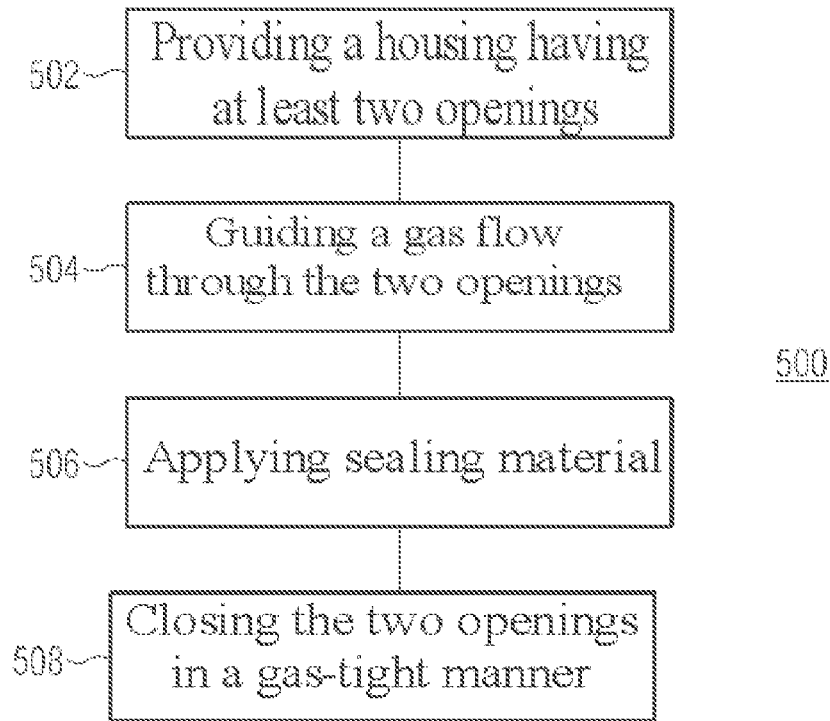 502
Providing a housing having
at least two openings
504
Guiding a gas flow
through the two openings
500
506
Applying sealing material
508
Closing the two openings
in a gas-tight manner